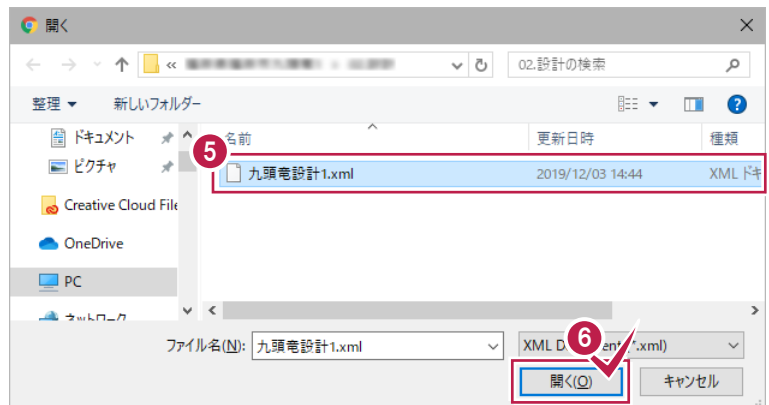 開く
02.設計の検索
整理 新しいフォルダー
ドキュメント
ピクチャ
Creative Cloud File
OneDrive
PC
ネットワーク
名前 更新日時 種類
5
九頭竜設計1.xml 2019/12/03 14:44 XML ドキ
ファイル名(N): 九頭竜設計1.xml XML D ent (*.xml)
6
開く(O) キャンセル